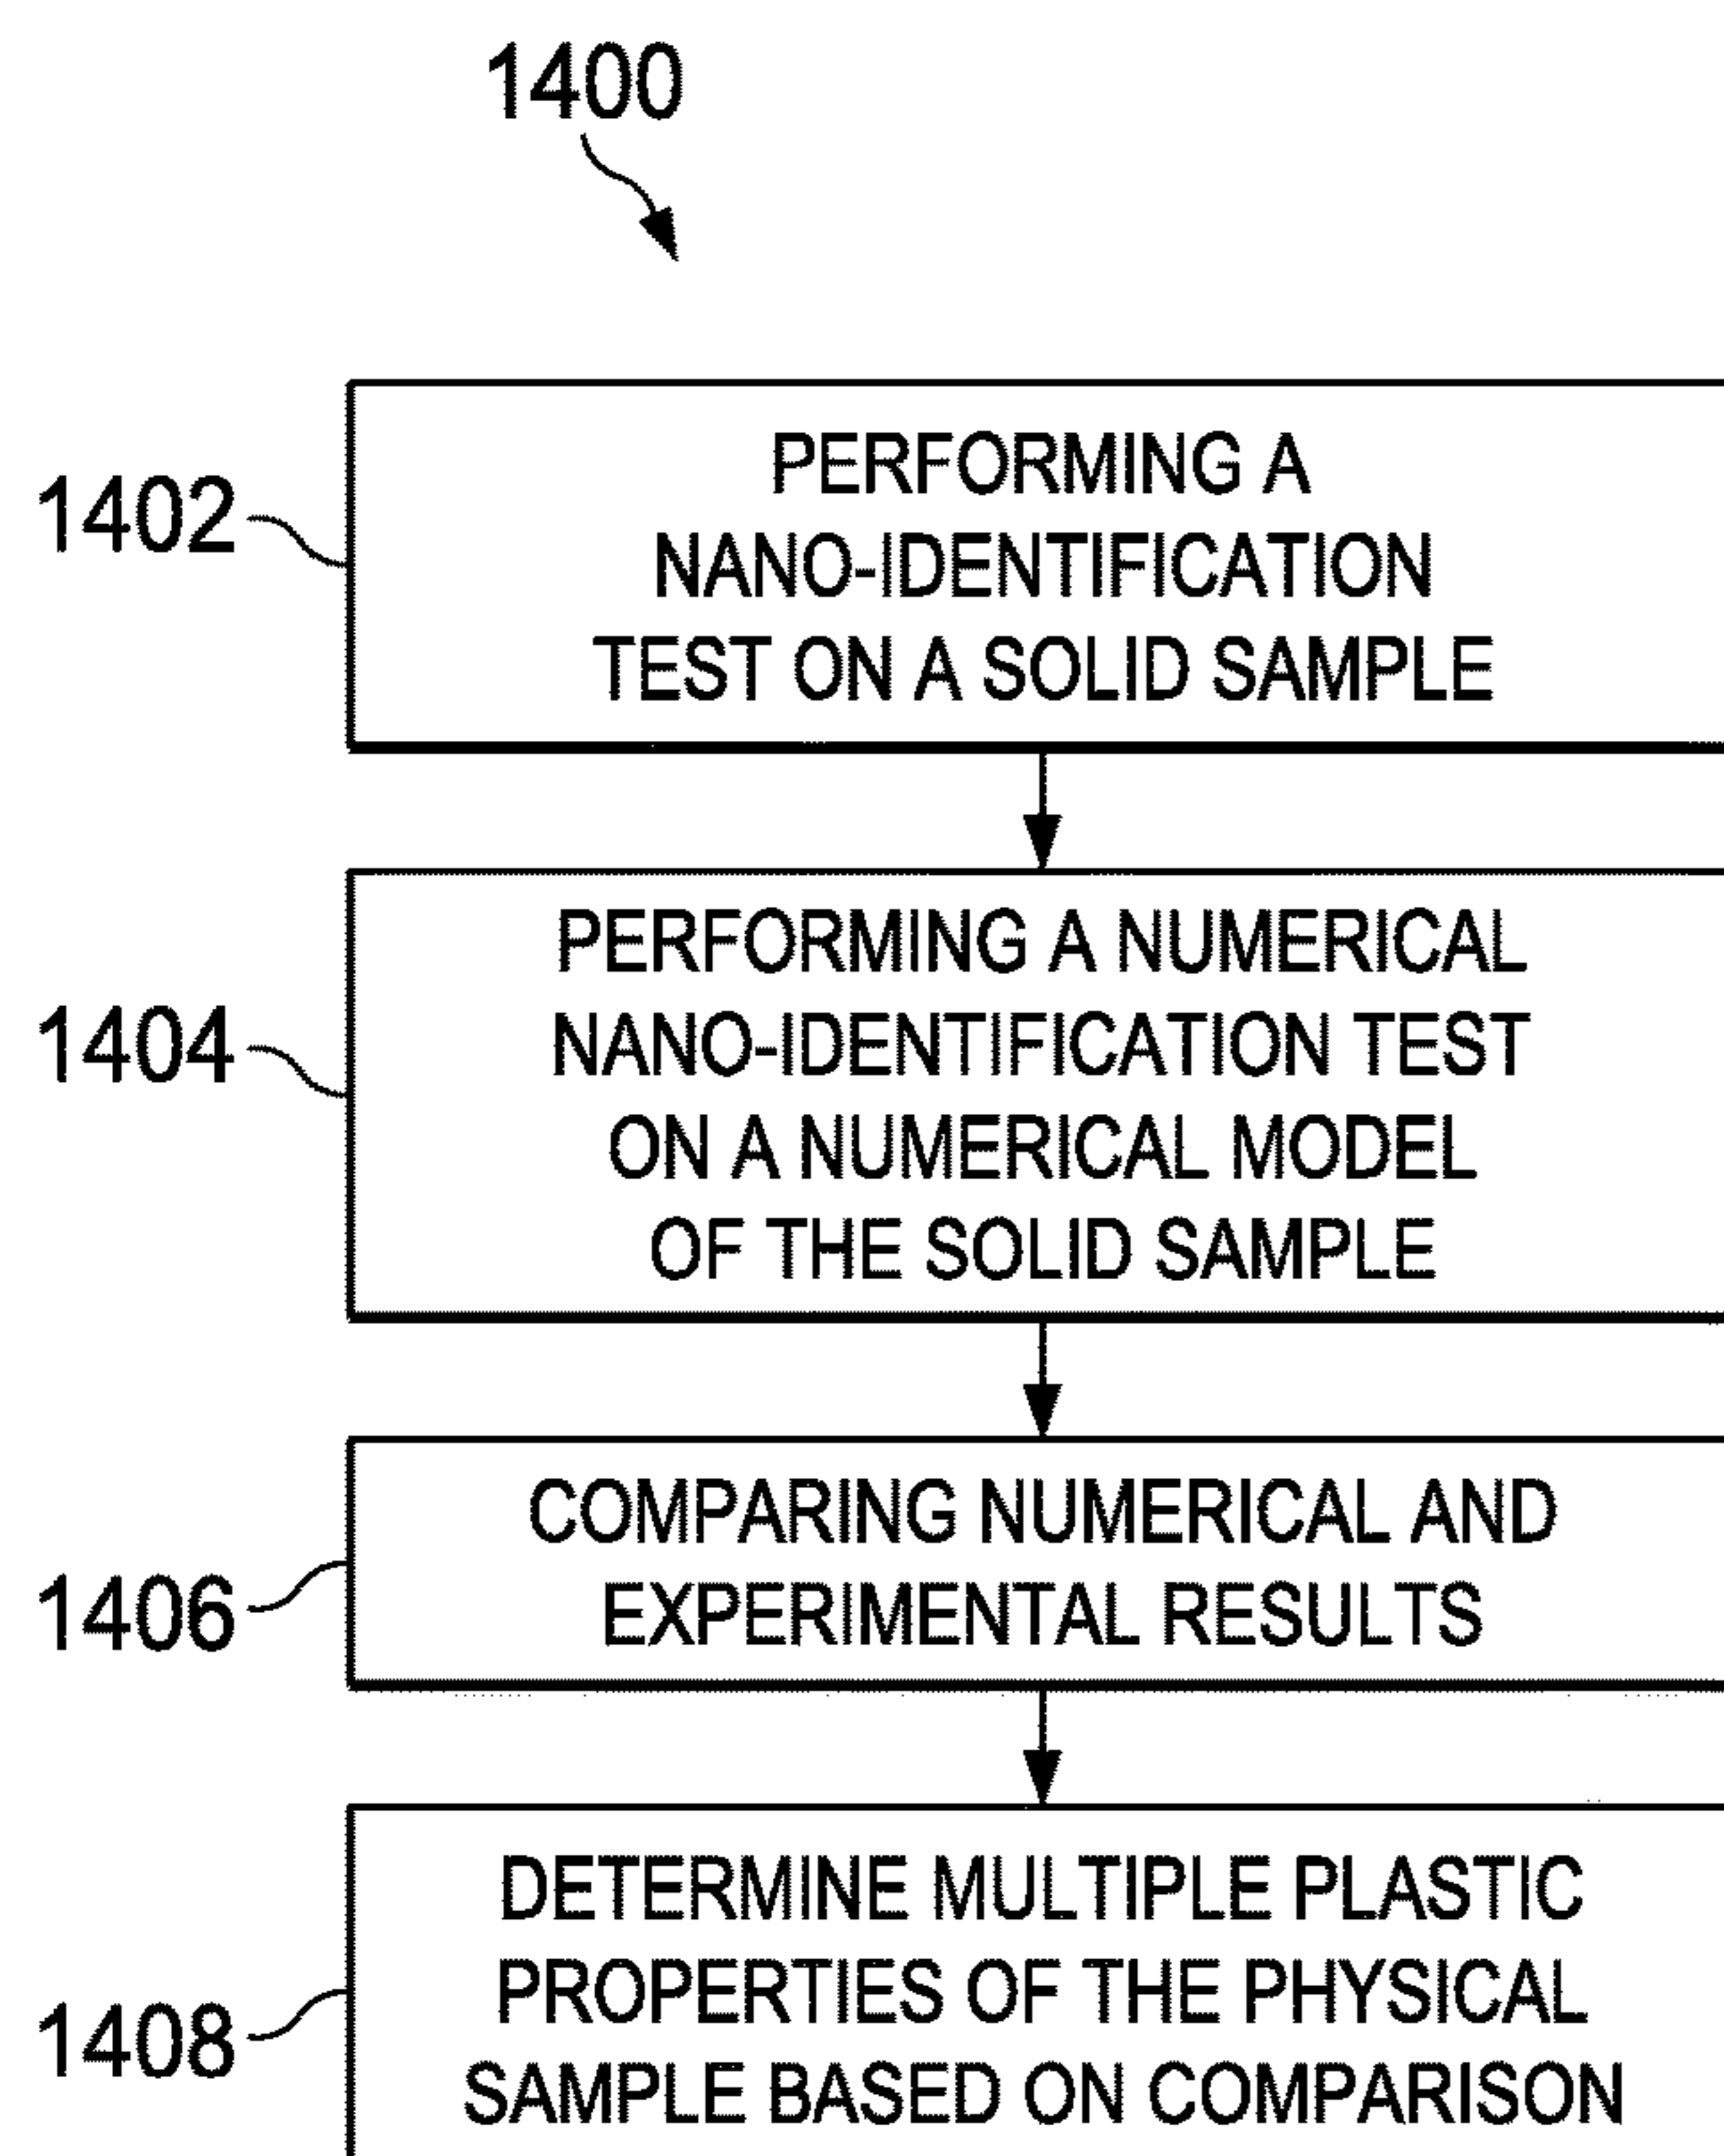 1400
1402
PERFORMING A
NANO-IDENTIFICATION
TEST ON A SOLID SAMPLE
1404
PERFORMING A NUMERICAL
NANO-IDENTIFICATION TEST
ON A NUMERICAL MODEL
OF THE SOLID SAMPLE
1406
COMPARING NUMERICAL AND
EXPERIMENTAL RESULTS
1408
DETERMINE MULTIPLE PLASTIC
PROPERTIES OF THE PHYSICAL
SAMPLE BASED ON COMPARISON